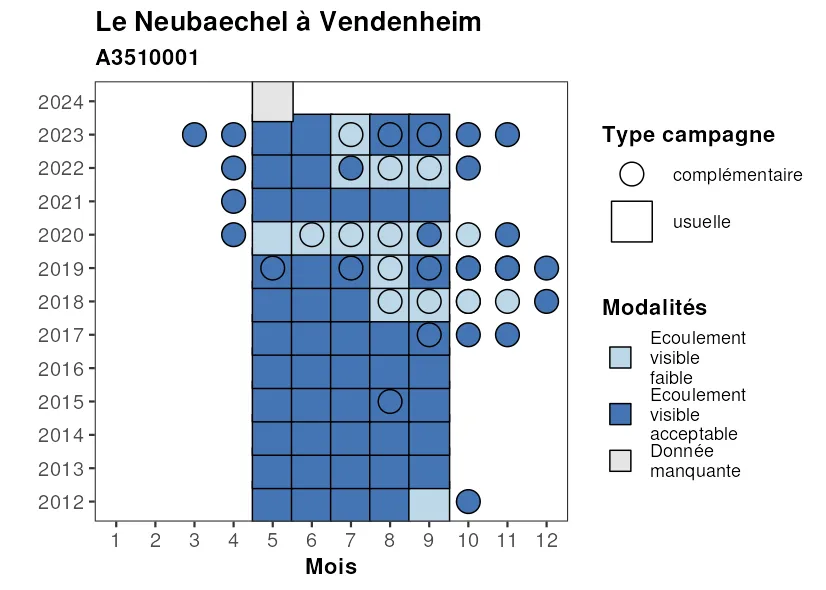 Le Neubaechel à Vendenheim
A3510001
2024
2023
2022
2021
2020
2019
2018
2017
2016
2015
2014
2013
2012
1 2 3 4 5 6 7 8 9 10 11 12
Mois
Type campagne
complémentaire
usuelle
Modalités
Ecoulement
visible
faible
Ecoulement
visible
acceptable
Donnée
manquante